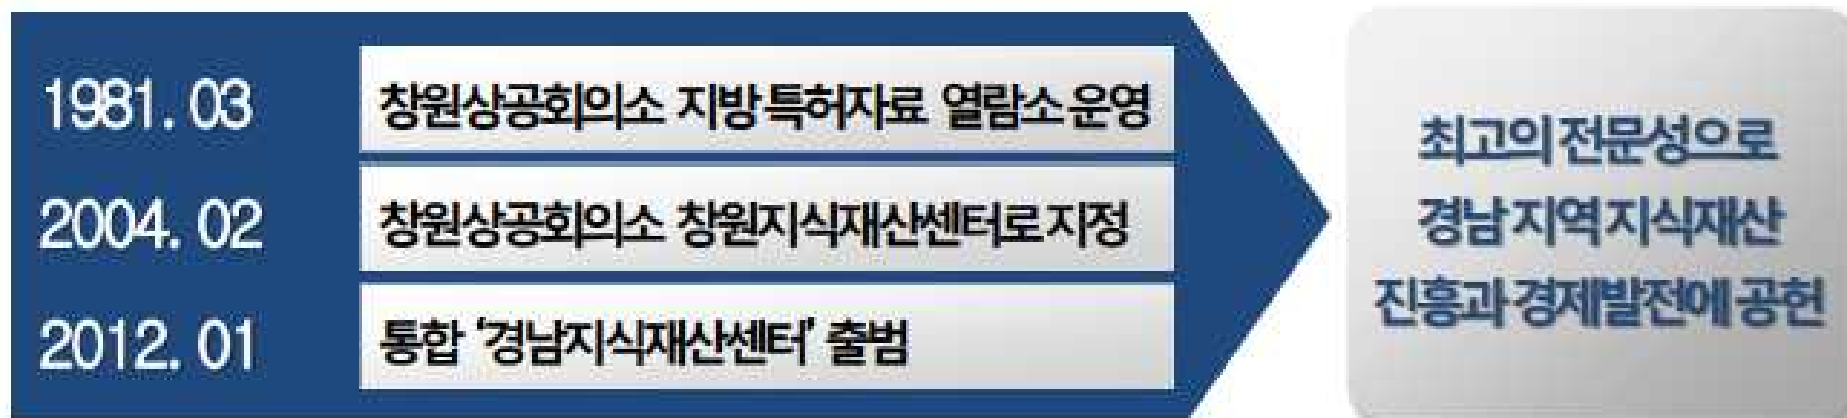 1981. 03
창원상공회의소 지방특허자료 열람소 운영
2004. 02
창원상공회의소 창원지식재산센터로 지정
2012. 01
통합 ‘경남지식재산센터’ 출범
최고의 전문성으로
경남 지역 지식재산
진흥과 경제발전에 공헌